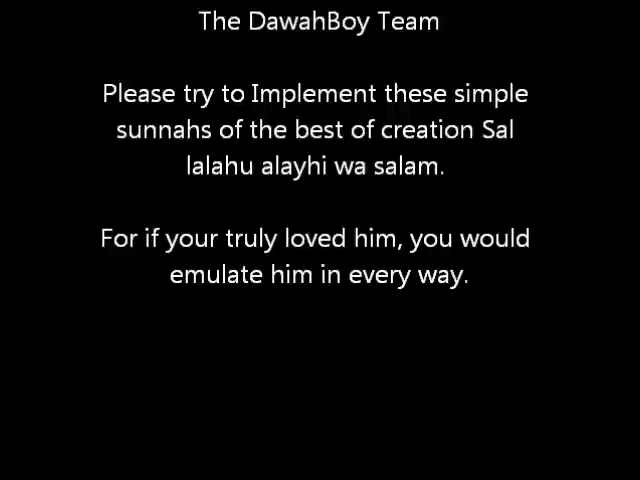 The DawahBoy Team
Please try to Implement these simple
sunnahs of the best of creation Sal
lalahu alayhi wa salam.
For if your truly loved him, you would
emulate him in every way.